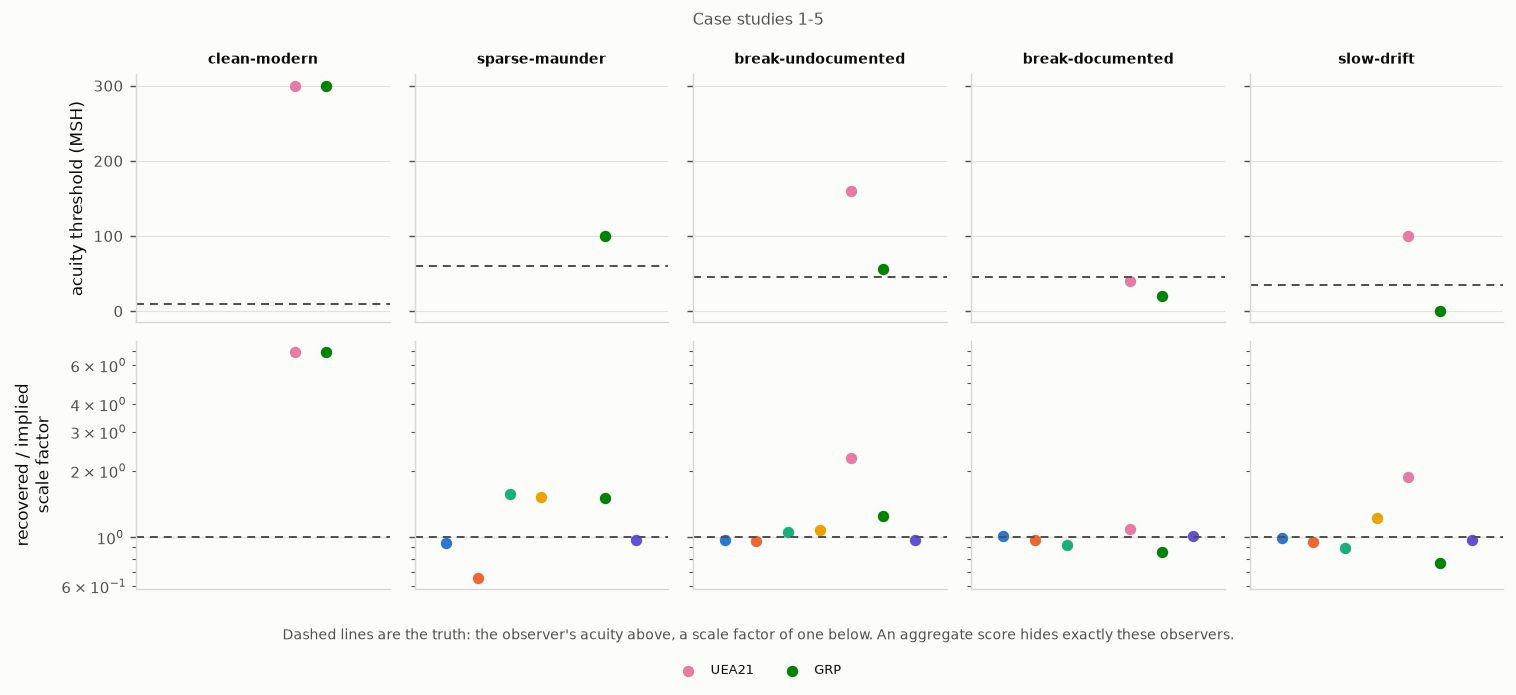 Case studies 1-5
clean-modern
sparse-maunder
break-undocumented
break-documented
slow-drift
acuity threshold (MSH)
300
200
100
0
recovered / implied
scale factor
6 × 10⁰
4 × 10⁰
3 × 10⁰
2 × 10⁰
10⁰
6 × 10⁻¹
Dashed lines are the truth: the observer's acuity above, a scale factor of one below. An aggregate score hides exactly these observers.
UEA21
GRP